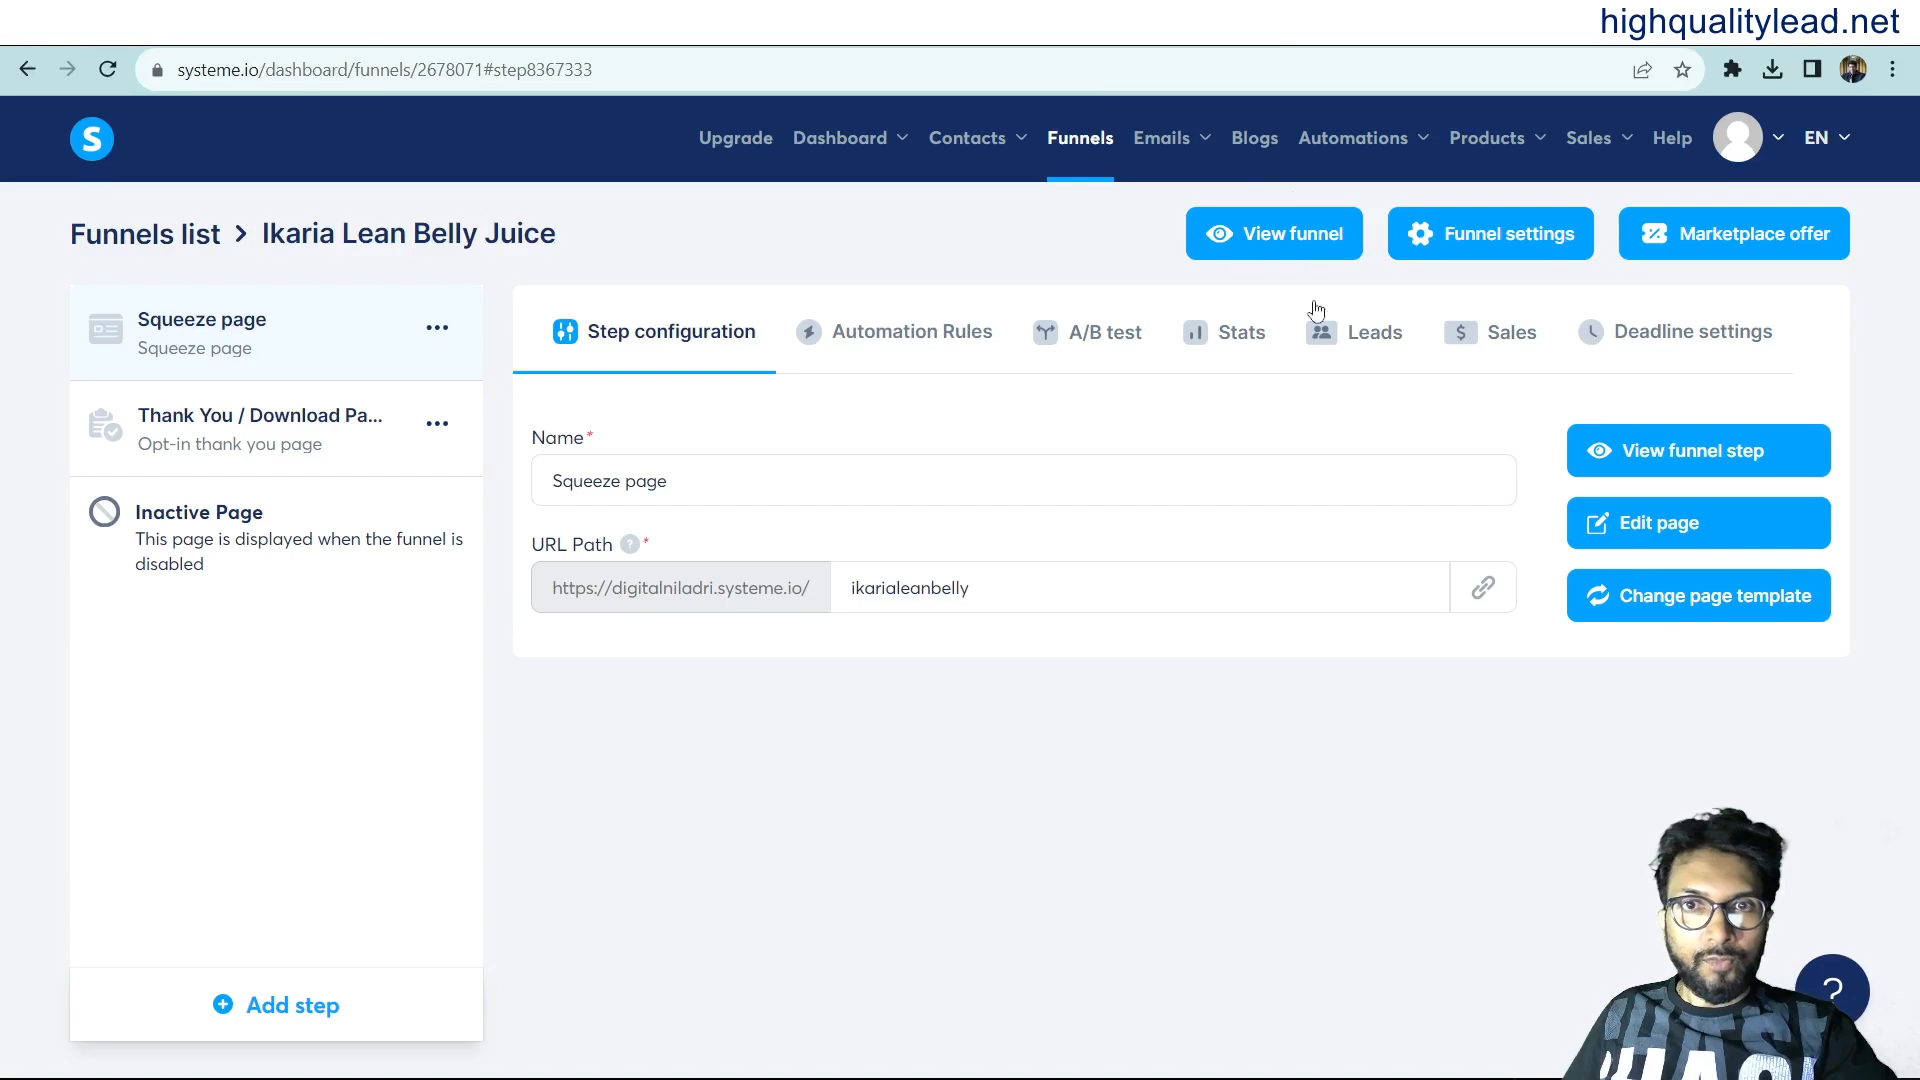 highqualitylead.net
systeme.io/dashboard/funnels/2678071#step8367333
S
Upgrade Dashboard Contacts Funnels Emails Blogs Automations Products Sales Help EN
Funnels list > Ikaria Lean Belly Juice
View funnel
Funnel settings
Marketplace offer
Squeeze page
Squeeze page
Thank You / Download Pa...
Opt-in thank you page
Inactive Page
This page is displayed when the funnel is
disabled
Add step
Step configuration
Automation Rules
A/B test
Stats
Leads
$ Sales
Deadline settings
Name*
Squeeze page
URL Path ? *
https://digitalniladri.systeme.io/ ikarialeanbelly
View funnel step
Edit page
Change page template
?